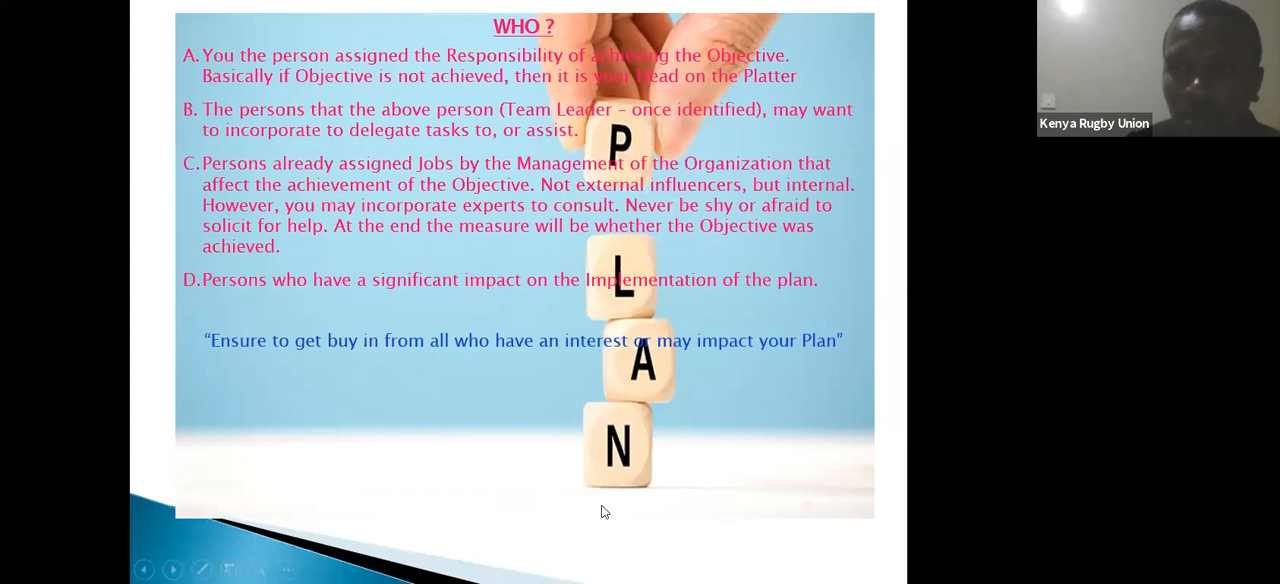 WHO ?
A. You the person assigned the Responsibility of achieving the Objective.
Basically if Objective is not achieved, then it is your Head on the Platter
B. The persons that the above person (Team Leader – once identified), may want
to incorporate to delegate tasks to, or assist.
C. Persons already assigned Jobs by the Management of the Organization that
affect the achievement of the Objective. Not external influencers, but internal.
However, you may incorporate experts to consult. Never be shy or afraid to
solicit for help. At the end the measure will be whether the Objective was
achieved.
D. Persons who have a significant impact on the Implementation of the plan.
“Ensure to get buy in from all who have an interest or may impact your Plan”
P
L
A
N
Kenya Rugby Union